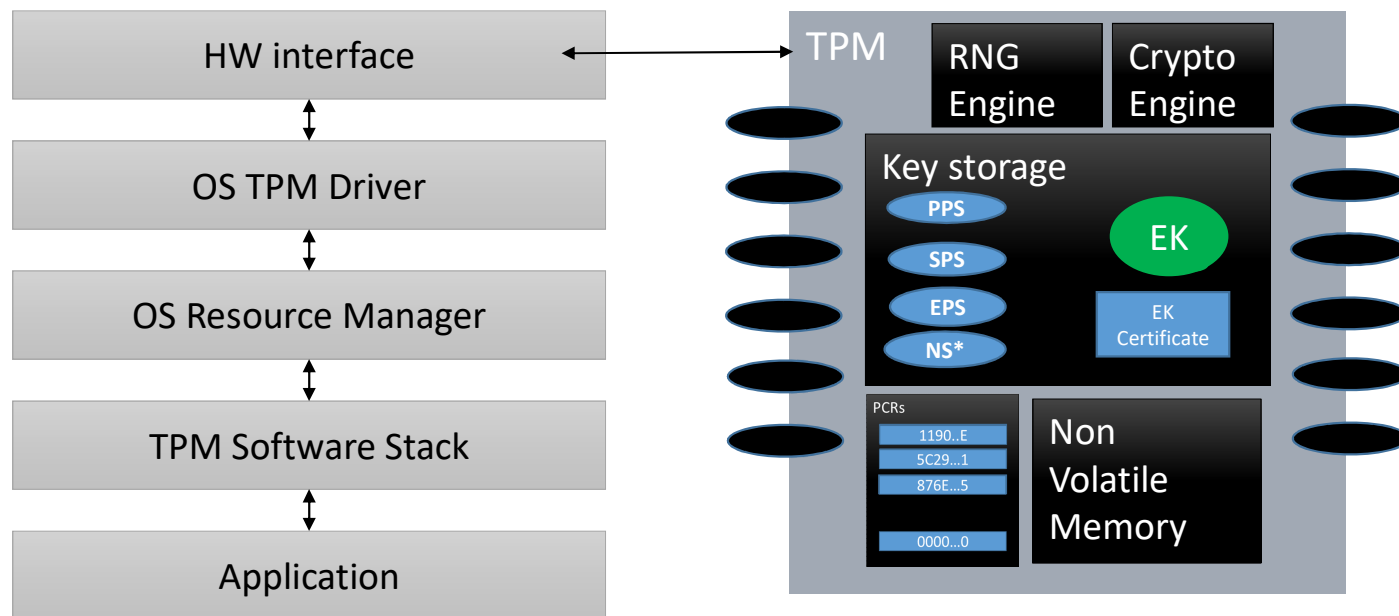 HW interface
OS TPM Driver
OS Resource Manager
TPM Software Stack
Application
TPM
RNG
Engine
Crypto
Engine
Key storage
PPS
SPS
EPS
NS*
EK
EK
Certificate
PCRs
1190..E
5C29...1
876E...5
0000...0
Non
Volatile
Memory